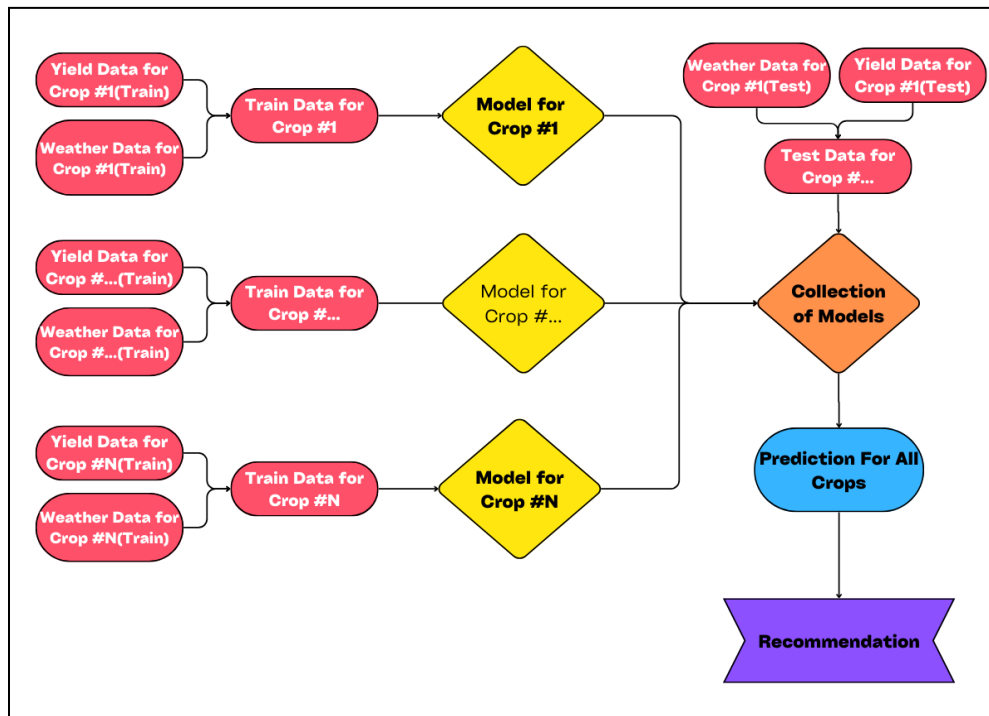 Yield Data for
Crop #1(Train)
Weather Data for
Crop #1(Train)
Train Data for
Crop #1
Model for
Crop #1
Weather Data for
Crop #1(Test)
Yield Data for
Crop #1(Test)
Test Data for
Crop #...
Yield Data for
Crop #...(Train)
Weather Data for
Crop #...(Train)
Train Data for
Crop #...
Model for
Crop #...
Collection
of Models
Yield Data for
Crop #N(Train)
Weather Data for
Crop #N(Train)
Train Data for
Crop #N
Model for
Crop #N
Prediction For All
Crops
Recommendation